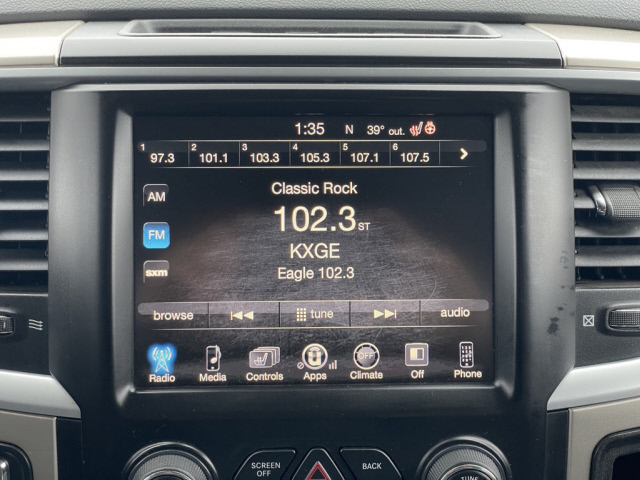 1:35 N 39° out.
1 2 3 4 5 6
97.3 101.1 103.3 105.3 107.1 107.5
AM
FM
sxm
Classic Rock
102.3 ST
KXGE
Eagle 102.3
browse tune audio
OFF
Radio Media Controls Apps Climate Off Phone
SCREEN OFF BACK
TUNE